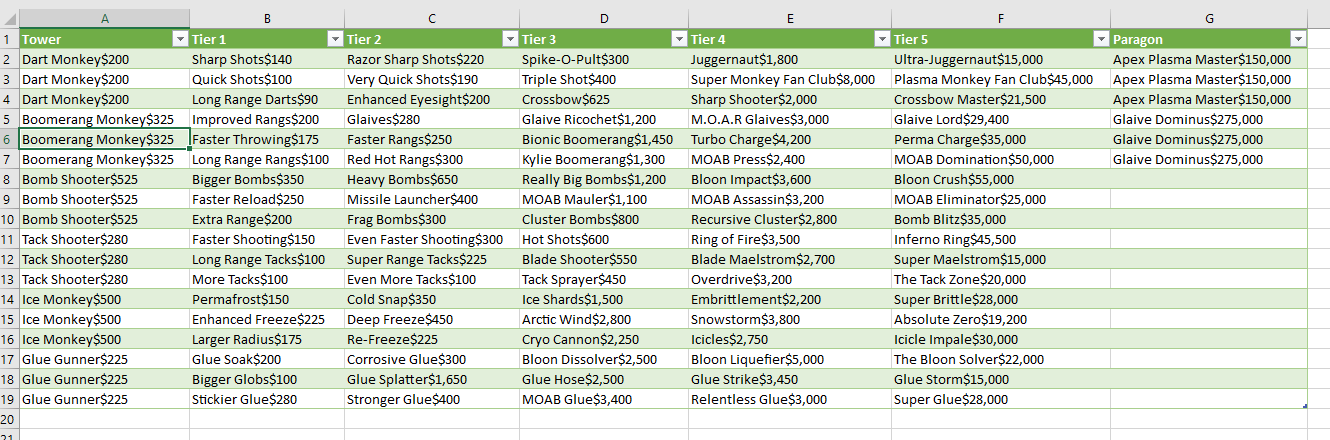 A B C D E F G
1 Tower Tier 1 Tier 2 Tier 3 Tier 4 Tier 5 Paragon
2 Dart Monkey$200 Sharp Shots$140 Razor Sharp Shots$220 Spike-O-Pult$300 Juggernaut$1,800 Ultra-Juggernaut$15,000 Apex Plasma Master$150,000
3 Dart Monkey$200 Quick Shots$100 Very Quick Shots$190 Triple Shot$400 Super Monkey Fan Club$8,000 Plasma Monkey Fan Club$45,000 Apex Plasma Master$150,000
4 Dart Monkey$200 Long Range Darts$90 Enhanced Eyesight$200 Crossbow$625 Sharp Shooter$2,000 Crossbow Master$21,500 Apex Plasma Master$150,000
5 Boomerang Monkey$325 Improved Rangs$200 Glaives$280 Glaive Ricochet$1,200 M.O.A.R Glaives$3,000 Glaive Lord$29,400 Glaive Dominus$275,000
6 Boomerang Monkey$325 Faster Throwing$175 Faster Rangs$250 Bionic Boomerang$1,450 Turbo Charge$4,200 Perma Charge$35,000 Glaive Dominus$275,000
7 Boomerang Monkey$325 Long Range Rangs$100 Red Hot Rangs$300 Kylie Boomerang$1,300 MOAB Press$2,400 MOAB Domination$50,000 Glaive Dominus$275,000
8 Bomb Shooter$525 Bigger Bombs$350 Heavy Bombs$650 Really Big Bombs$1,200 Bloon Impact$3,600 Bloon Crush$55,000
9 Bomb Shooter$525 Faster Reload$250 Missile Launcher$400 MOAB Mauler$1,100 MOAB Assassin$3,200 MOAB Eliminator$25,000
10 Bomb Shooter$525 Extra Range$200 Frag Bombs$300 Cluster Bombs$800 Recursive Cluster$2,800 Bomb Blitz$35,000
11 Tack Shooter$280 Faster Shooting$150 Even Faster Shooting$300 Hot Shots$600 Ring of Fire$3,500 Inferno Ring$45,500
12 Tack Shooter$280 Long Range Tacks$100 Super Range Tacks$225 Blade Shooter$550 Blade Maelstrom$2,700 Super Maelstrom$15,000
13 Tack Shooter$280 More Tacks$100 Even More Tacks$100 Tack Sprayer$450 Overdrive$3,200 The Tack Zone$20,000
14 Ice Monkey$500 Permafrost$150 Cold Snap$350 Ice Shards$1,500 Embrittlement$2,200 Super Brittle$28,000
15 Ice Monkey$500 Enhanced Freeze$225 Deep Freeze$450 Arctic Wind$2,800 Snowstorm$3,800 Absolute Zero$19,200
16 Ice Monkey$500 Larger Radius$175 Re-Freeze$225 Cryo Cannon$2,250 Icicles$2,750 Icicle Impale$30,000
17 Glue Gunner$225 Glue Soak$200 Corrosive Glue$300 Bloon Dissolver$2,500 Bloon Liquefier$5,000 The Bloon Solver$22,000
18 Glue Gunner$225 Bigger Globs$100 Glue Splatter$1,650 Glue Hose$2,500 Glue Strike$3,450 Glue Storm$15,000
19 Glue Gunner$225 Stickier Glue$280 Stronger Glue$400 MOAB Glue$3,400 Relentless Glue$3,000 Super Glue$28,000
20
21